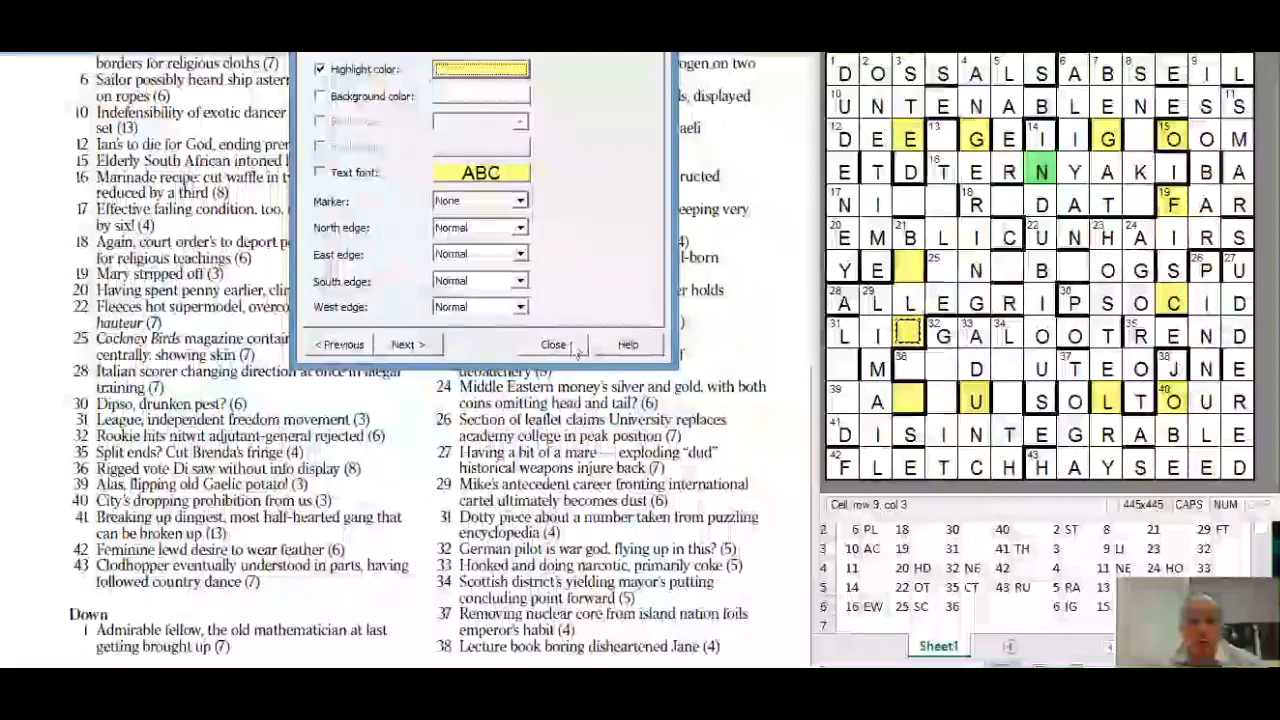 borders for religious cloths (7)
6 Sailor possibly heard ship astern
on ropes (6)
10 Indefensibility of exotic dancer
set (13)
12 Ian's to die for God, ending pre
15 Elderly South African intoned
16 Marinade recipe: cut waffle in t
reduced by a third (8)
17 Effective failing condition, too,
by six! (4)
18 Again, court order's to deport p
for religious teachings (6)
19 Mary stripped off (3)
20 Having spent penny earlier, cli
22 Fleeces hot supermodel, overco
hauteur (7)
25 Cockney Birds magazine contain
centrally: showing skin (7)
28 Italian scorer changing direction at once in illegal
training (7)
30 Dipso, drunken pest? (6)
31 League, independent freedom movement (3)
32 Rookie hits nitwit adjutant-general rejected (6)
35 Split ends? Cut Brenda's fringe (4)
36 Rigged vote Di saw without info display (8)
39 Alas, flipping old Gaelic potato! (3)
40 City's dropping prohibition from us (3)
41 Breaking up dingiest, most half-hearted gang that
can be broken up (13)
42 Feminine lewd desire to wear feather (6)
43 Clodhopper eventually understood in parts, having
followed country dance (7)
Down
1 Admirable fellow, the old mathematician at last
getting brought up (7)
Highlight color:
Background color:
Text font: ABC
Marker: None
North edge: Normal
East edge: Normal
South edge: Normal
West edge: Normal
< Previous Next > Close Help
ogen on two
ls, displayed
aeli
ructed
eeping very
4)
l-born
er holds
)
f
debauchery (5)
24 Middle Eastern money's silver and gold, with both
coins omitting head and tail? (6)
26 Section of leaflet claims University replaces
academy college in peak position (7)
27 Having a bit of a mare — exploding "dud"
historical weapons injure back (7)
29 Mike's antecedent career fronting international
cartel ultimately becomes dust (6)
31 Dotty piece about a number taken from puzzling
encyclopedia (4)
32 German pilot is war god, flying up in this? (5)
33 Hooked and doing narcotic, primarily coke (5)
34 Scottish district's yielding mayor's putting
concluding point forward (5)
37 Removing nuclear core from island nation foils
emperor's habit (4)
38 Lecture book boring disheartened Jane (4)
D O S S A L S A B S E I L
U N T E N A B L E N E S S
D E E G E I I G O O M
E T D T E R N Y A K I B A
N I R D A T F A R
E M B L I C U N H A I R S
Y E N B O G S P U
A L L E G R I P S O C I D
L I G A L O O T R E N D
M D U T E O J N E
A U S O L T O U R
D I S I N T E G R A B L E
F L E T C H H A Y S E E D
Cell, row 9, col 3 445x445 CAPS NUM
2 6 PL 18 30 40 2 ST 8 21 29 FT
3 10 AC 19 31 41 TH 3 9 LI 23 32
4 11 20 HD 32 NE 42 4 11 NE 24 HO 33
5 14 22 OT 35 CT 43 RU 5 RA 13
6 16 EW 25 SC 36 6 IG 15
7
Sheet1